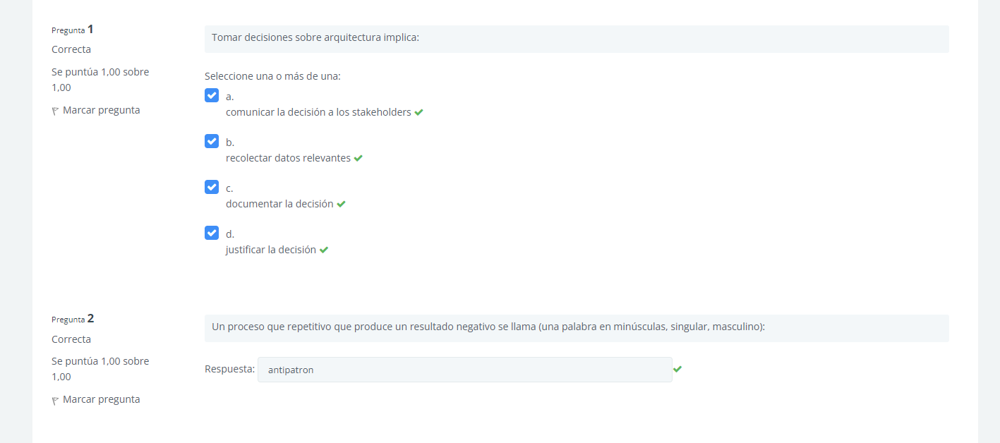 Pregunta 1
Correcta
Se puntúa 1,00 sobre
1,00
Marcar pregunta
Tomar decisiones sobre arquitectura implica:
Seleccione una o más de una:
a.
comunicar la decisión a los stakeholders
b.
recolectar datos relevantes
c.
documentar la decisión
d.
justificar la decisión
Pregunta 2
Correcta
Se puntúa 1,00 sobre
1,00
Marcar pregunta
Un proceso que repetitivo que produce un resultado negativo se llama (una palabra en minúsculas, singular, masculino):
Respuesta: antipatron